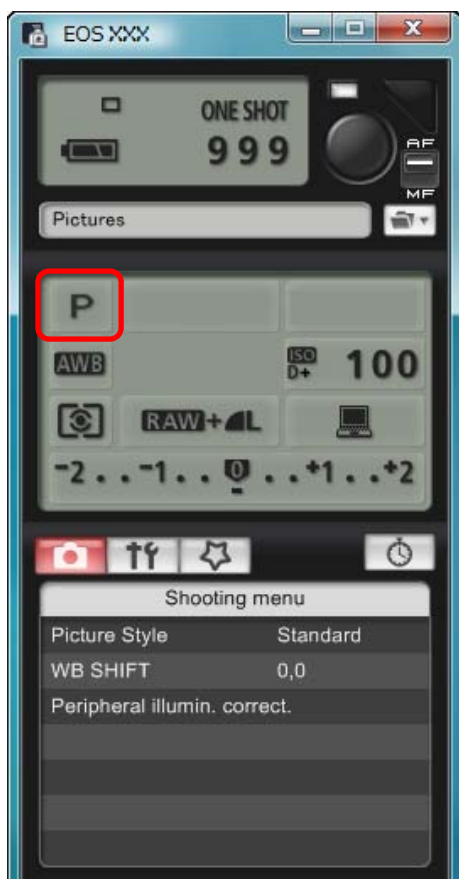 EOS XXX
ONE SHOT
999
AF
MF
Pictures
P
AWB
ISO D+ 100
RAW+L
-2..-1..0..+1..+2
Shooting menu
Picture Style Standard
WB SHIFT 0,0
Peripheral illumin. correct.